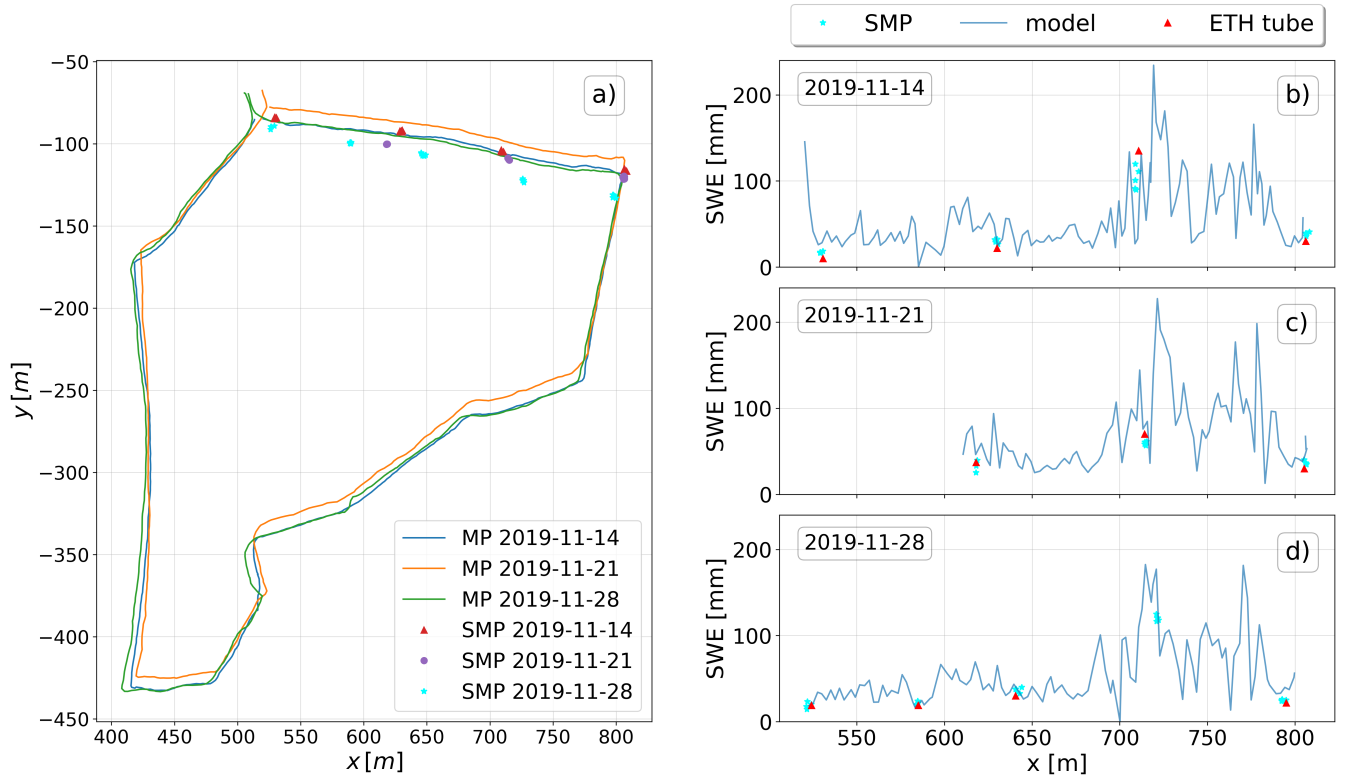 SMP model ETH tube
a)
−50
−100
−150
−200
−250
−300
−350
−400
−450
y [m]
400 450 500 550 600 650 700 750 800
x [m]
MP 2019-11-14
MP 2019-11-21
MP 2019-11-28
SMP 2019-11-14
SMP 2019-11-21
SMP 2019-11-28
2019-11-14
b)
200
100
0
SWE [mm]
2019-11-21
c)
200
100
0
SWE [mm]
2019-11-28
d)
200
100
0
SWE [mm]
550 600 650 700 750 800
x [m]